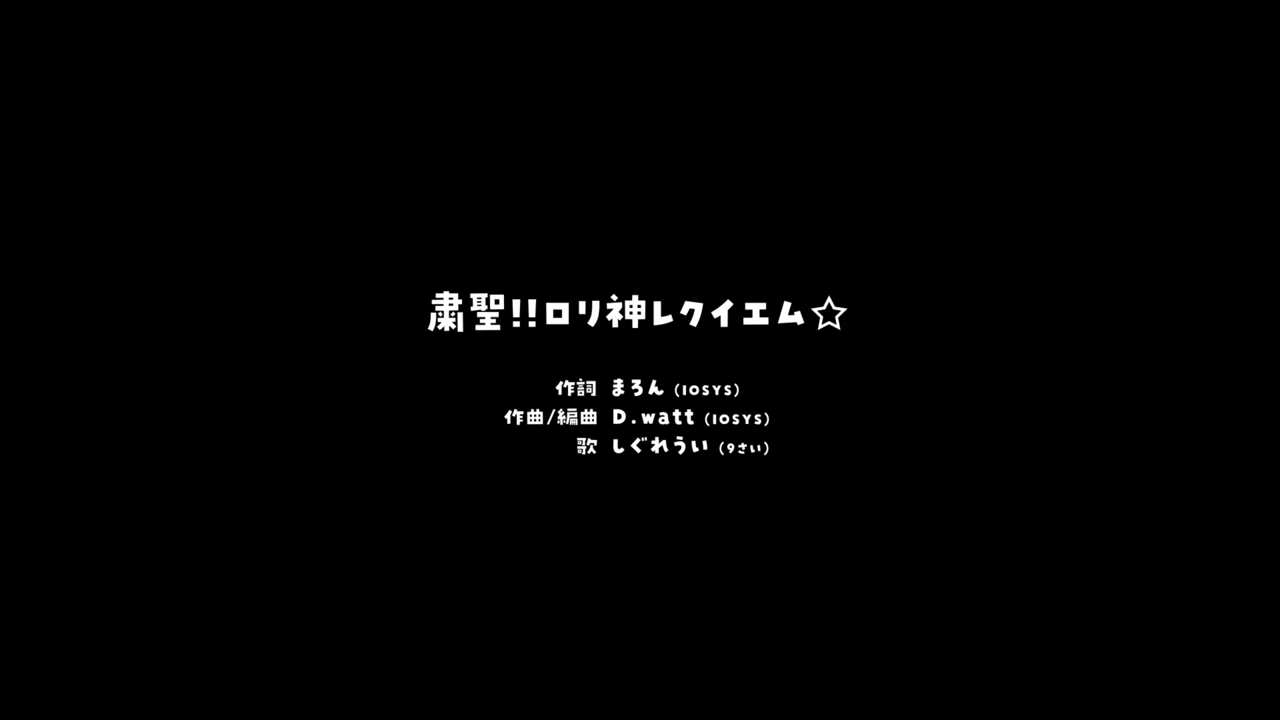 粛聖!!ロリ神レクイエム☆
作詞 まろん (IOSYS)
作曲/編曲 D.watt (IOSYS)
歌 しぐれうい (9さい)